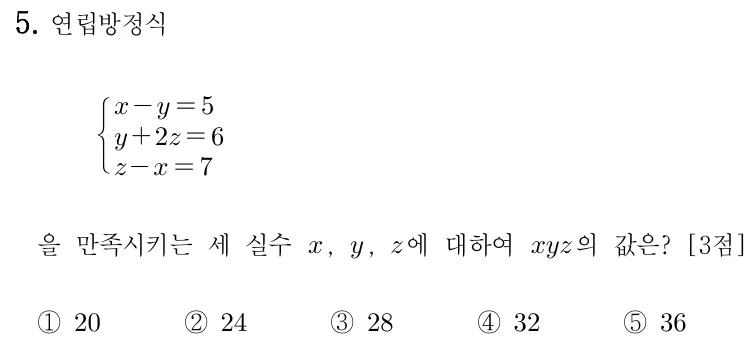 5. 연립방정식
x-y=5
y+2z=6
z-x=7
을 만족시키는 세 실수 x, y, z에 대하여 xyz의 값은? [3점]
① 20 ② 24 ③ 28 ④ 32 ⑤ 36